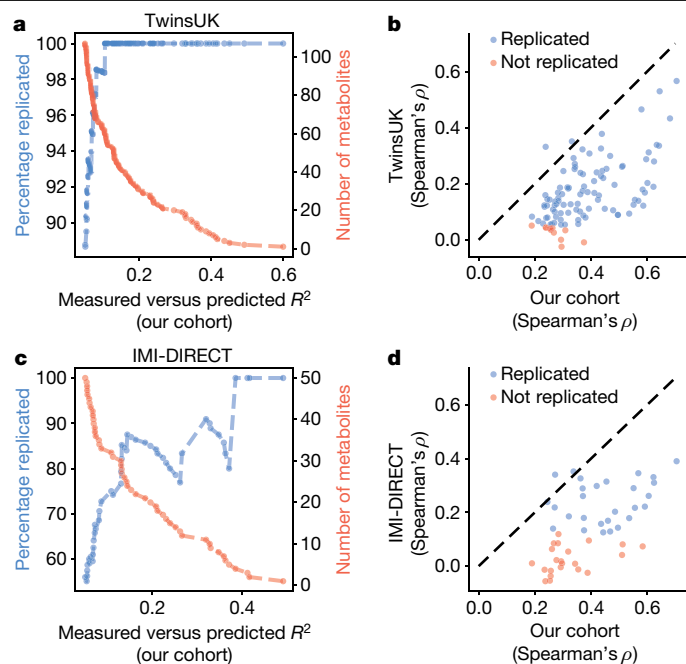 a
TwinsUK
Percentage replicated
100
98
96
94
92
90
100
80
60
40
20
0
Number of metabolites
0.2
0.4
0.6
Measured versus predicted R²
(our cohort)
b
Replicated
Not replicated
TwinsUK
(Spearman's ρ)
0.6
0.4
0.2
0.0
0.0
0.2
0.4
0.6
Our cohort
(Spearman's ρ)
c
IMI-DIRECT
Percentage replicated
100
90
80
70
60
50
40
30
20
10
0
Number of metabolites
0.2
0.4
Measured versus predicted R²
(our cohort)
d
Replicated
Not replicated
IMI-DIRECT
(Spearman's ρ)
0.6
0.4
0.2
0.0
0.0
0.2
0.4
0.6
Our cohort
(Spearman's ρ)